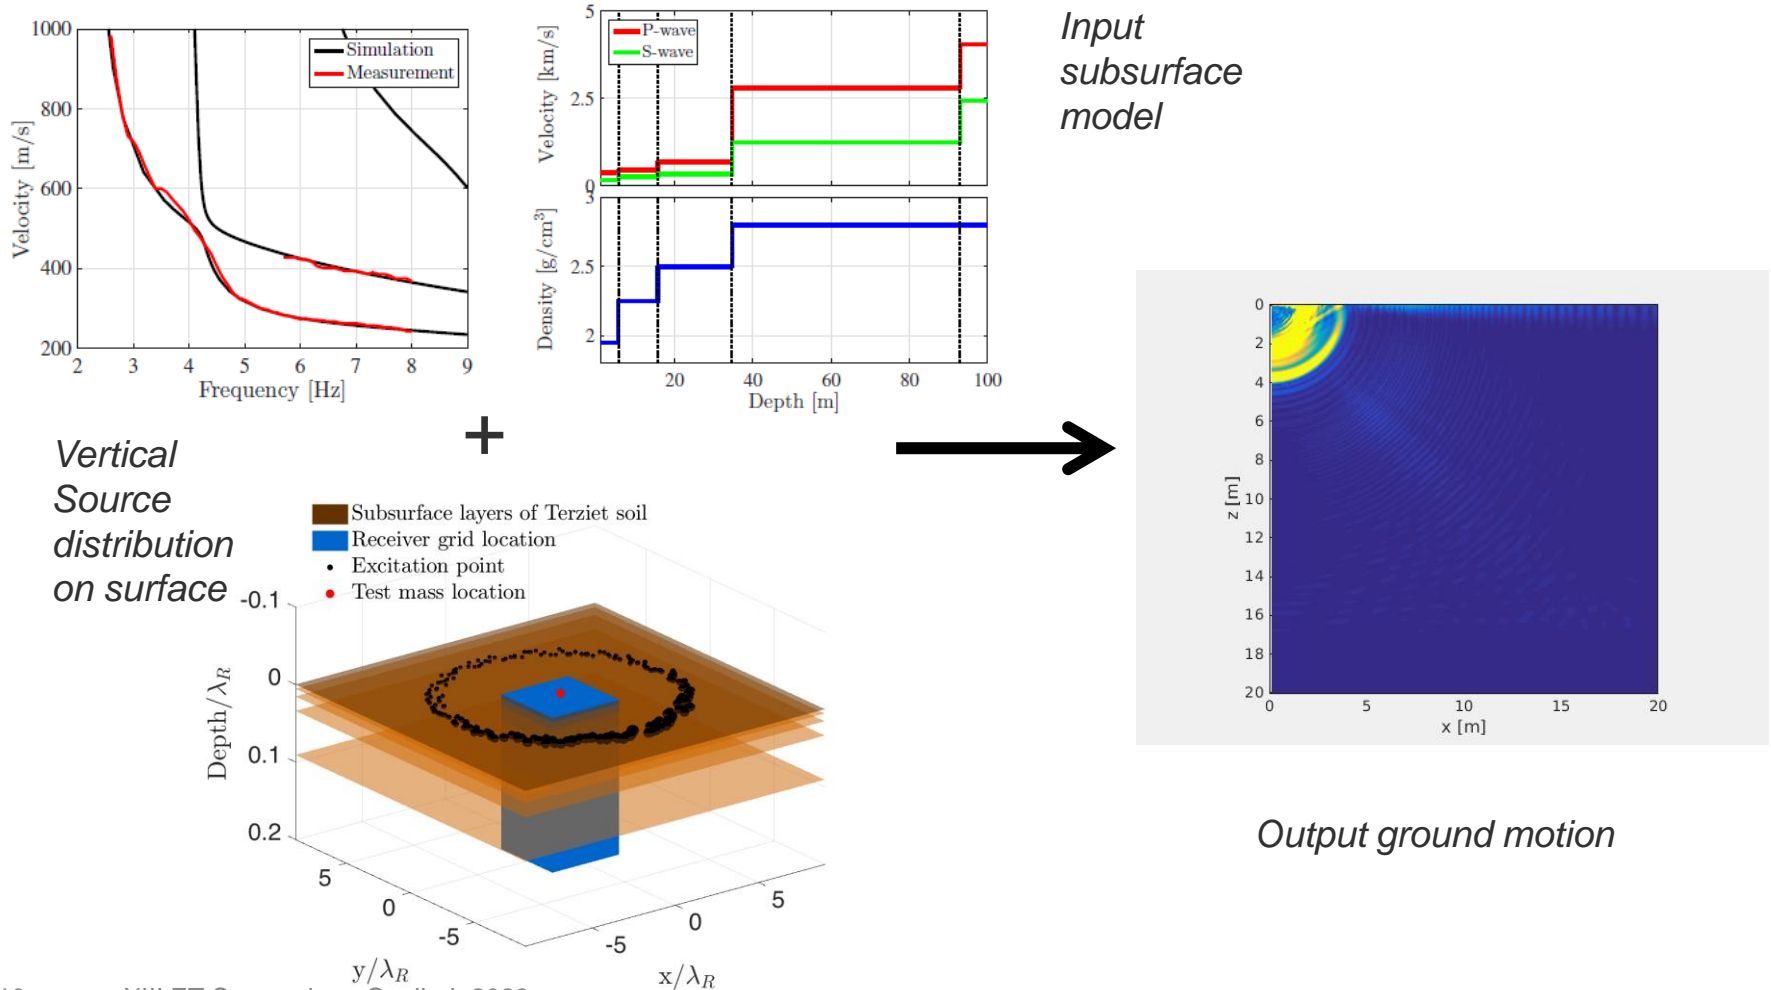 1000
800
600
400
200
Velocity [m/s]
2 3 4 5 6 7 8 9
Frequency [Hz]
Simulation
Measurement
5
2.5
0
Velocity [km/s]
P-wave
S-wave
3
2.5
2
Density [g/cm³]
20 40 60 80 100
Depth [m]
Input
subsurface
model
+
Vertical
Source
distribution
on surface
Subsurface layers of Terziet soil
Receiver grid location
Excitation point
Test mass location
-0.1
0
0.1
0.2
Depth/λR
5
0
-5
y/λR
-5
0
5
x/λR
0
2
4
6
8
10
12
14
16
18
20
z [m]
0 5 10 15 20
x [m]
Output ground motion